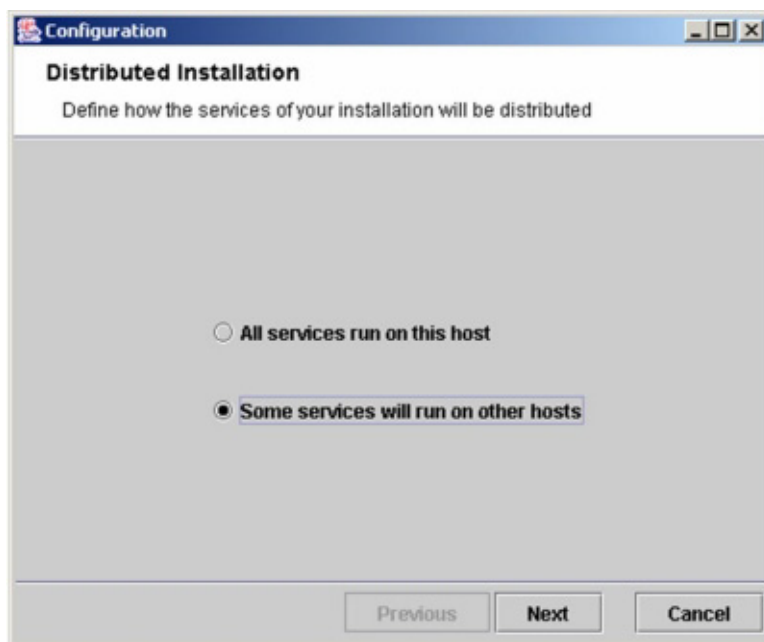 Configuration
Distributed Installation
Define how the services of your installation will be distributed
All services run on this host
Some services will run on other hosts
Previous Next Cancel